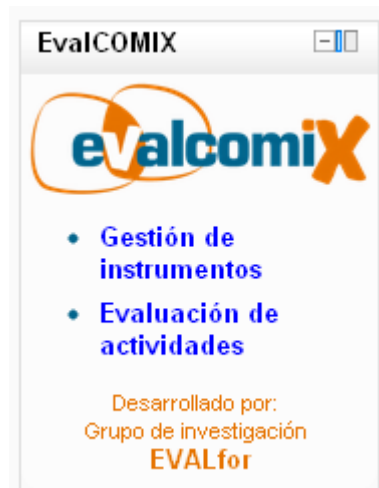 EvalCOMIX
evalcomix
Gestión de
instrumentos
Evaluación de
actividades
Desarrollado por:
Grupo de investigación
EVALfor